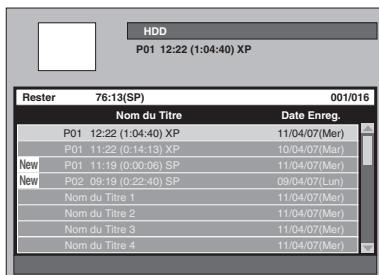 HDD
P01 12:22 (1:04:40) XP
Rester 76:13(SP) 001/016
Nom du Titre Date Enreg.
P01 12:22 (1:04:40) XP 11/04/07(Mer)
P01 11:22 (0:14:13) XP 10/04/07(Mar)
New P01 11:19 (0:00:06) SP 11/04/07(Mer)
New P02 09:19 (0:22:40) SP 09/04/07(Lun)
Nom du Titre 1 11/04/07(Mer)
Nom du Titre 2 11/04/07(Mer)
Nom du Titre 3 11/04/07(Mer)
Nom du Titre 4 11/04/07(Mer)